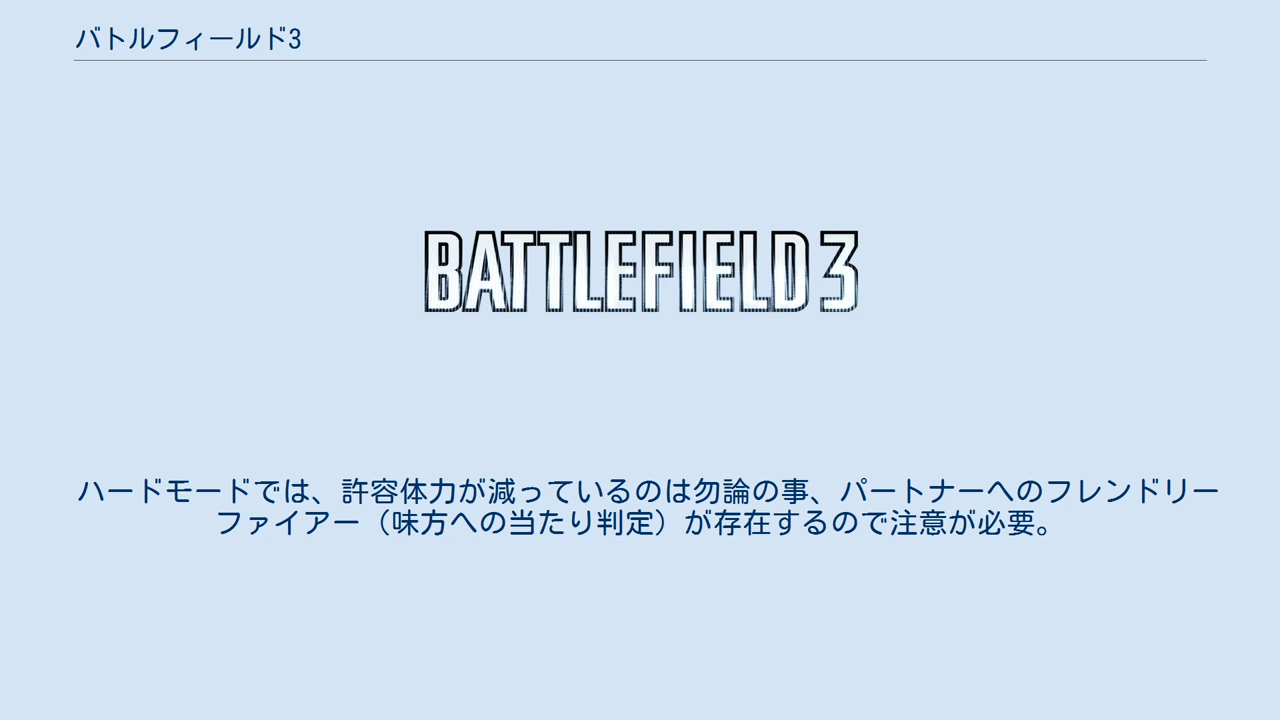 バトルフィールド3
BATTLEFIELD 3
ハードモードでは、許容体力が減っているのは勿論の事、パートナーへのフレンドリー
ファイアー（味方への当たり判定）が存在するので注意が必要。